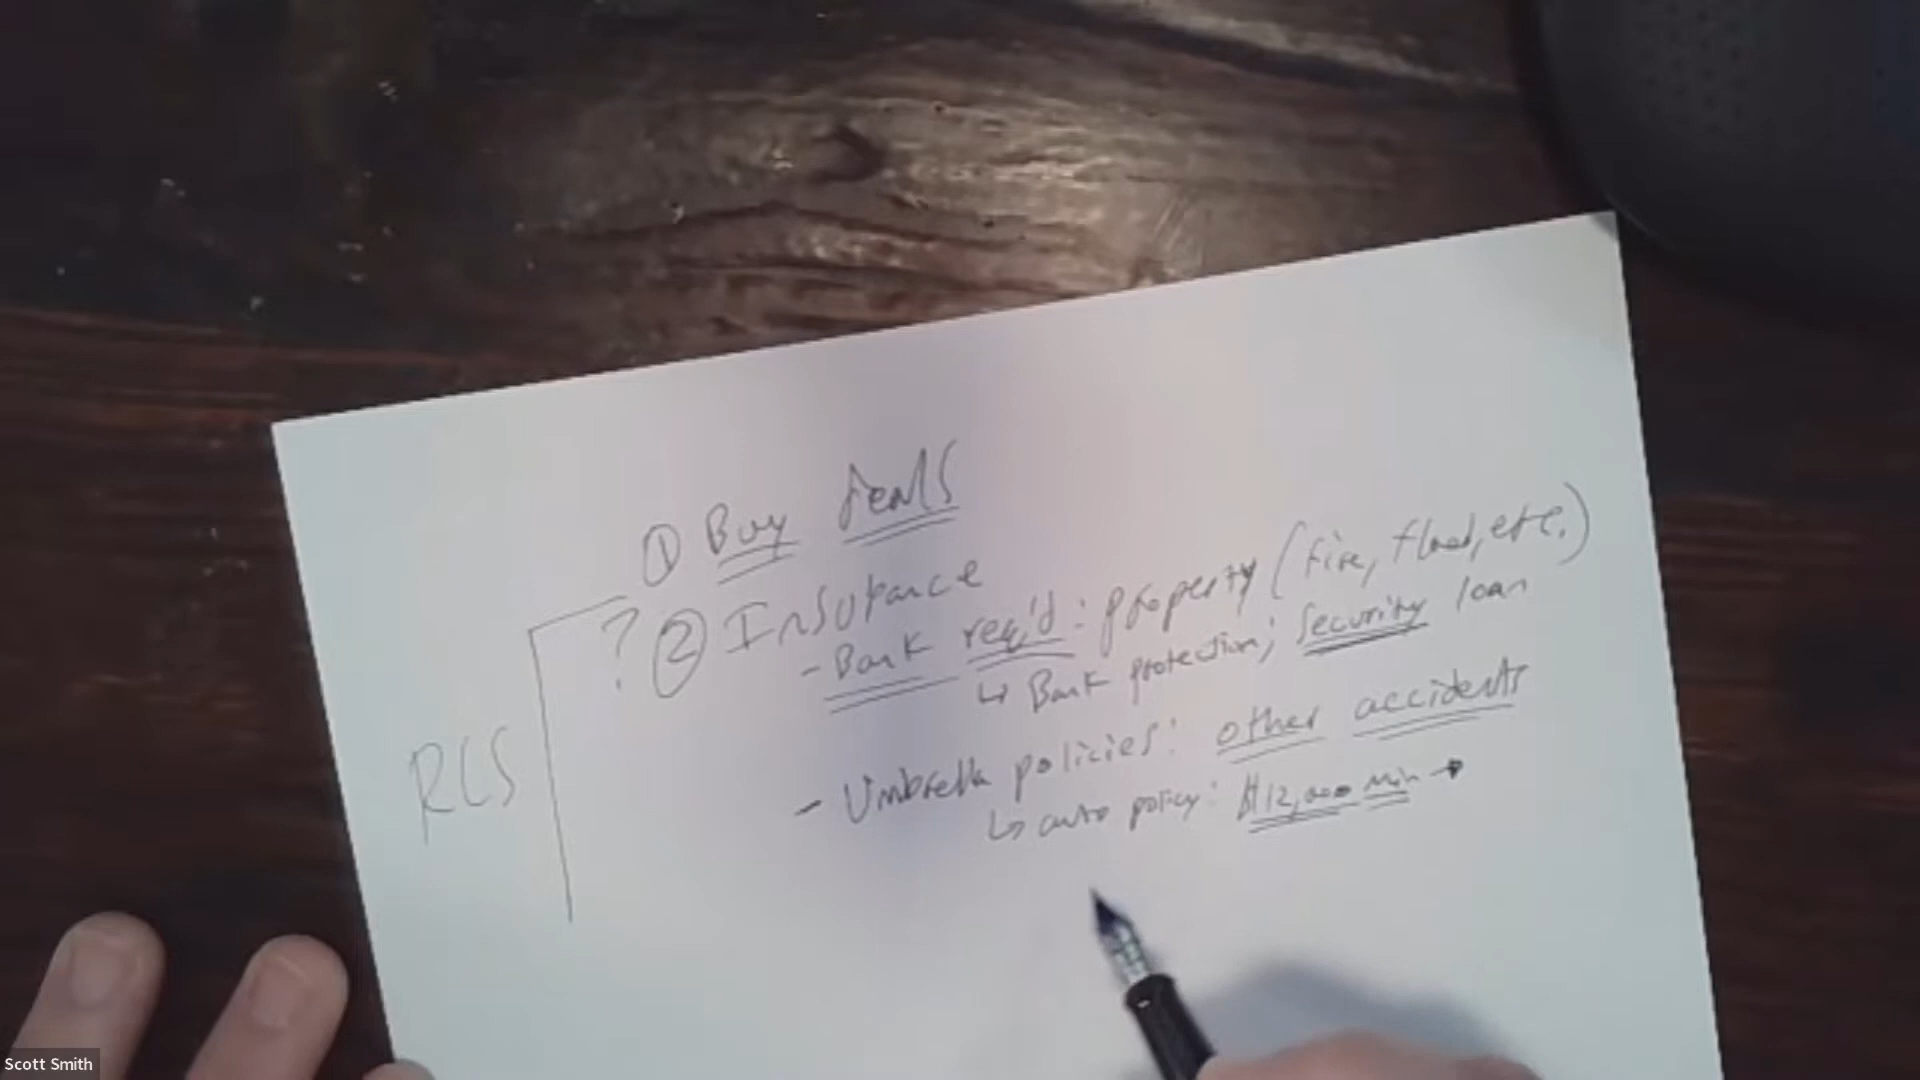 ① Buy deals
? ② Insurance
- Bank req'd: property (fire, flood, etc.)
↳ Bank protection; security loan
RLS
- Umbrella policies: other accidents
↳ auto policy: $12,000 Min →
Scott Smith